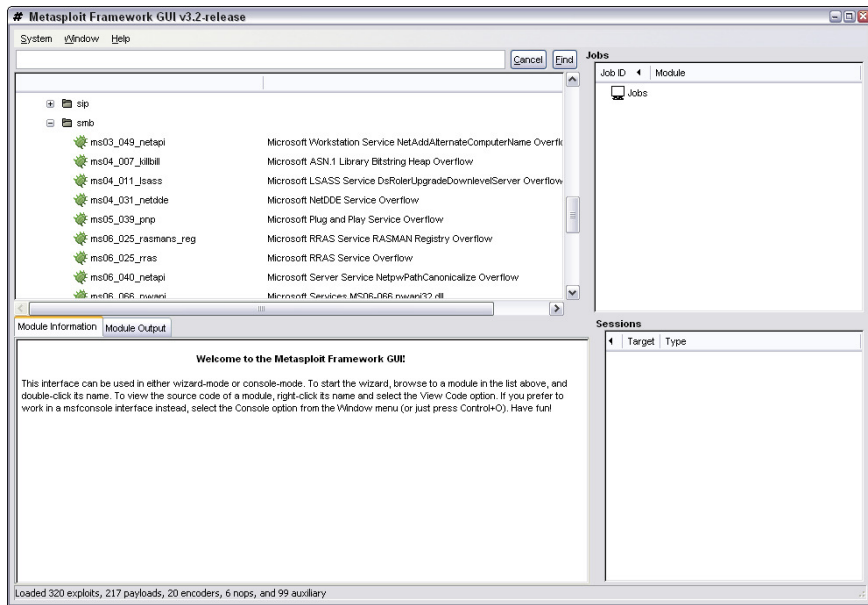 # Metasploit Framework GUI v3.2-release
System Window Help
Cancel Find
sip
smb
ms03_049_netapi Microsoft Workstation Service NetAddAlternateComputerName Overfl
ms04_007_killbill Microsoft ASN.1 Library Bitstring Heap Overflow
ms04_011_lsass Microsoft LSASS Service DsRolerUpgradeDownlevelServer Overflow
ms04_031_netdde Microsoft NetDDE Service Overflow
ms05_039_pnp Microsoft Plug and Play Service Overflow
ms06_025_rasmans_reg Microsoft RRAS Service RASMAN Registry Overflow
ms06_025_rras Microsoft RRAS Service Overflow
ms06_040_netapi Microsoft Server Service NetpwPathCanonicalize Overflow
ms06_066_nwapi Microsoft Services MS06-066 nwapi32.dll
Jobs
Job ID Module
Jobs
Module Information Module Output
Welcome to the Metasploit Framework GUI!
This interface can be used in either wizard-mode or console-mode. To start the wizard, browse to a module in the list above, and
double-click its name. To view the source code of a module, right-click its name and select the View Code option. If you prefer to
work in a msfconsole interface instead, select the Console option from the Window menu (or just press Control+O). Have fun!
Sessions
Target Type
Loaded 320 exploits, 217 payloads, 20 encoders, 6 nops, and 99 auxiliary